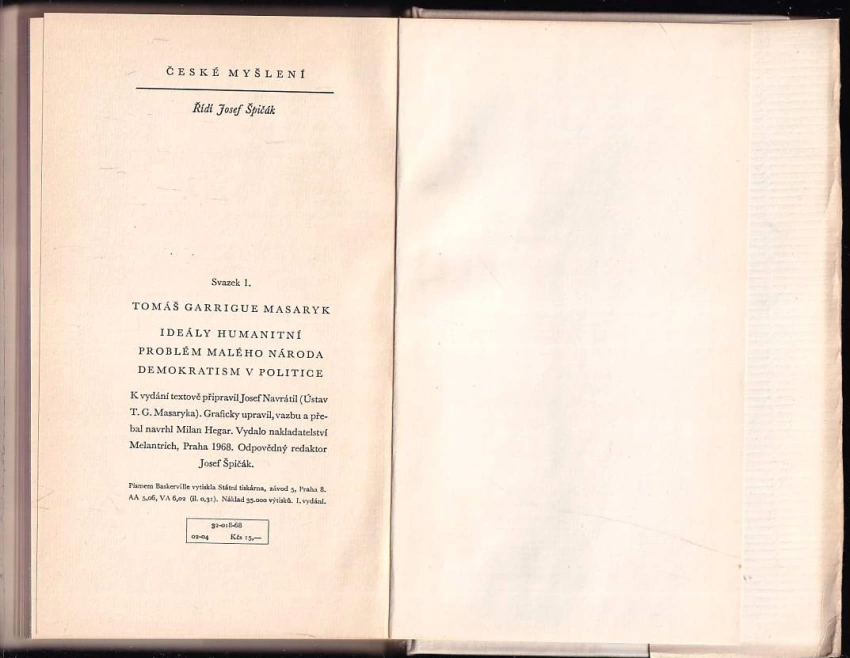 ČESKÉ MYŠLENÍ
Řídí Josef Špičák
Svazek 1.
TOMÁŠ GARRIGUE MASARYK
IDEÁLY HUMANITNÍ
PROBLÉM MALÉHO NÁRODA
DEMOKRATISM V POLITICE
K vydání textově připravil Josef Navrátil (Ústav
T. G. Masaryka). Graficky upravil, vazbu a pře-
bal navrhl Milan Hegar. Vydalo nakladatelství
Melantrich, Praha 1968. Odpovědný redaktor
Josef Špičák.
Písmem Baskerville vytiskla Státní tiskárna, závod 5, Praha 8.
AA 5,06, VA 6,02 (il. 0,31). Náklad 35.000 výtisků. I. vydání.
32-018-68
02-04 Kčs 15,—